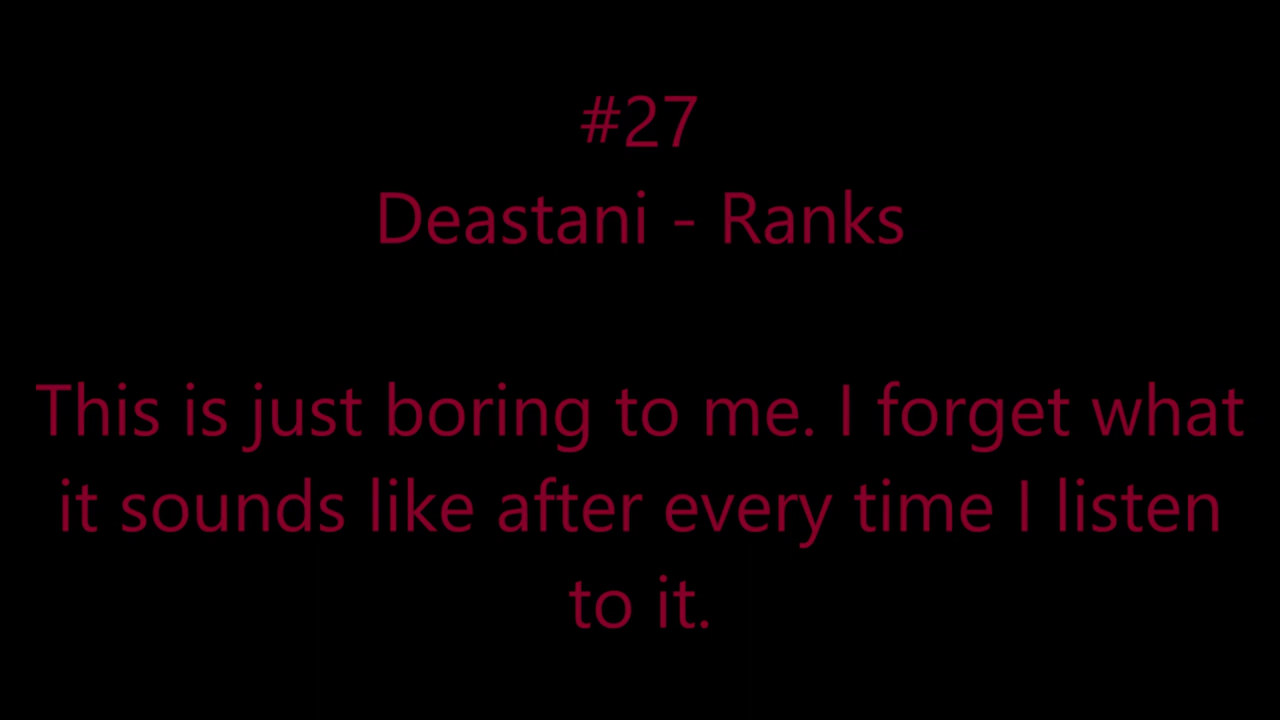 #27
Deastani - Ranks
This is just boring to me. I forget what
it sounds like after every time I listen
to it.